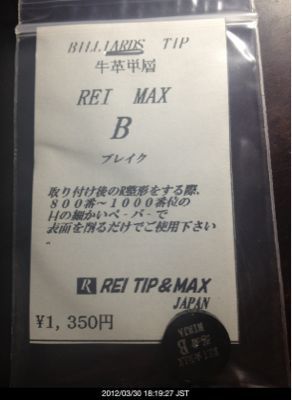 BILLIARDS TIP
牛革単層
REI MAX
B
ブレイク
取り付け後のR整形をする際、
800番～1000番位の
目の細かいペ-パ-で
表面を削るだけでご使用下さい
。
R REI TIP&MAX
JAPAN
¥1,350円
REI MAX
B
2012/03/30 18:19:27 JST